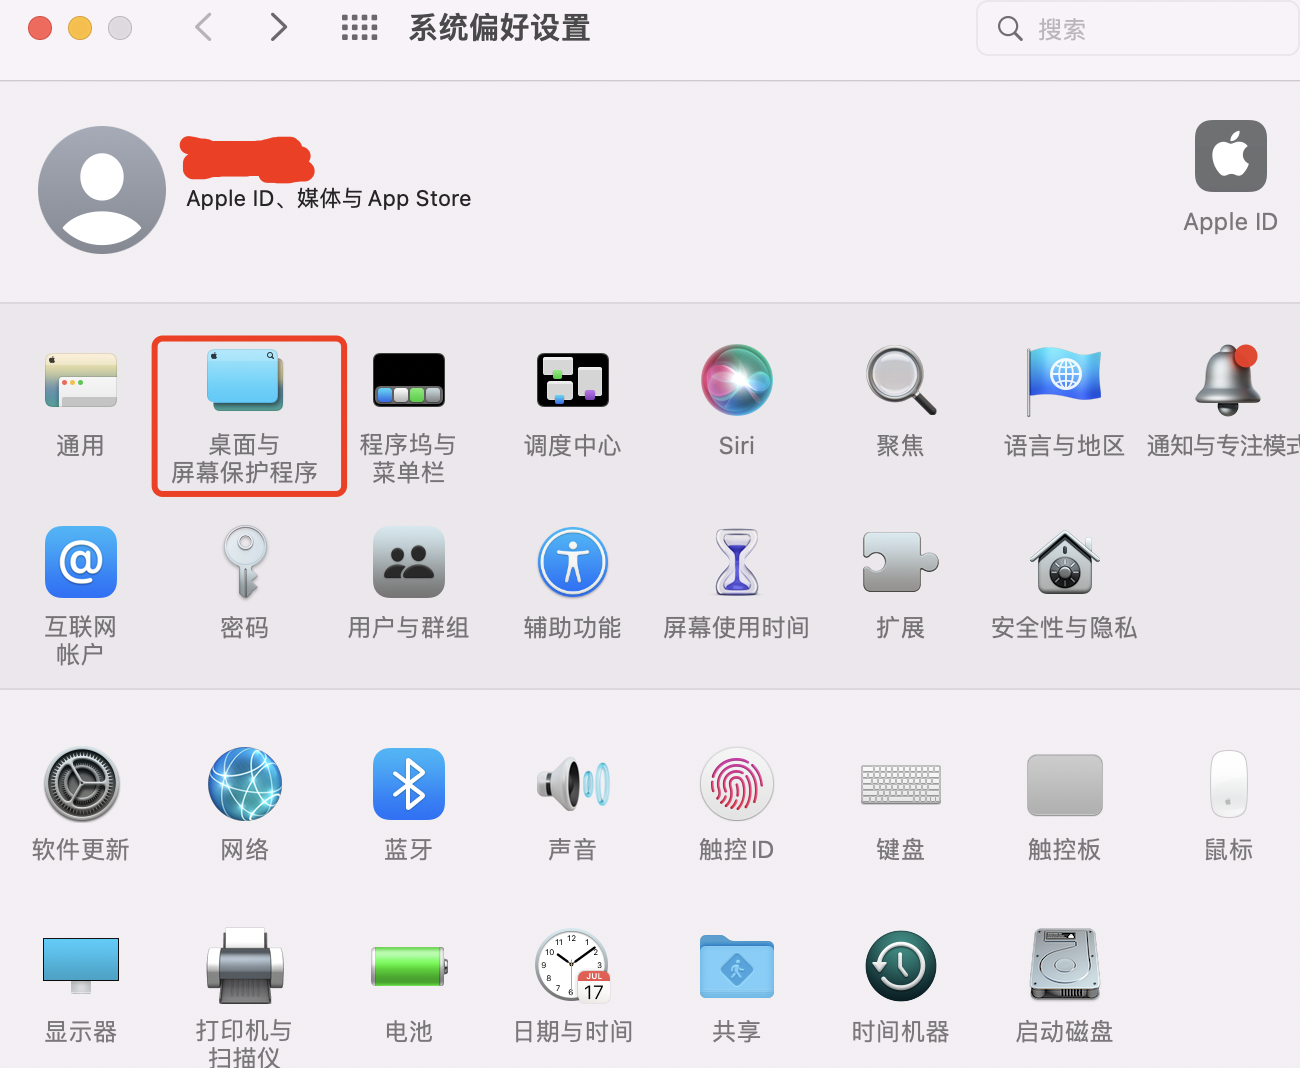 系统偏好设置
搜索
Apple ID、媒体与 App Store
Apple ID
通用
桌面与
屏幕保护程序
程序坞与
菜单栏
调度中心
Siri
聚焦
语言与地区
通知与专注模式
互联网
帐户
密码
用户与群组
辅助功能
屏幕使用时间
扩展
安全性与隐私
软件更新
网络
蓝牙
声音
触控 ID
键盘
触控板
鼠标
显示器
打印机与
扫描仪
电池
12
11
1
10
9
3
8
7
6
JUL
17
日期与时间
共享
时间机器
启动磁盘